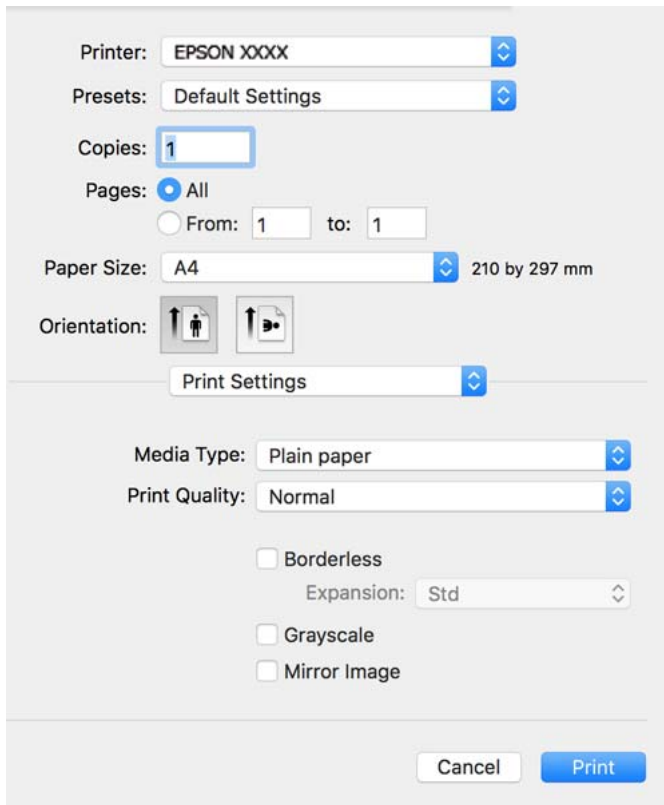 Printer: EPSON XXXX
Presets: Default Settings
Copies: 1
Pages: All
From: 1 to: 1
Paper Size: A4 210 by 297 mm
Orientation:
Print Settings
Media Type: Plain paper
Print Quality: Normal
Borderless
Expansion: Std
Grayscale
Mirror Image
Cancel Print